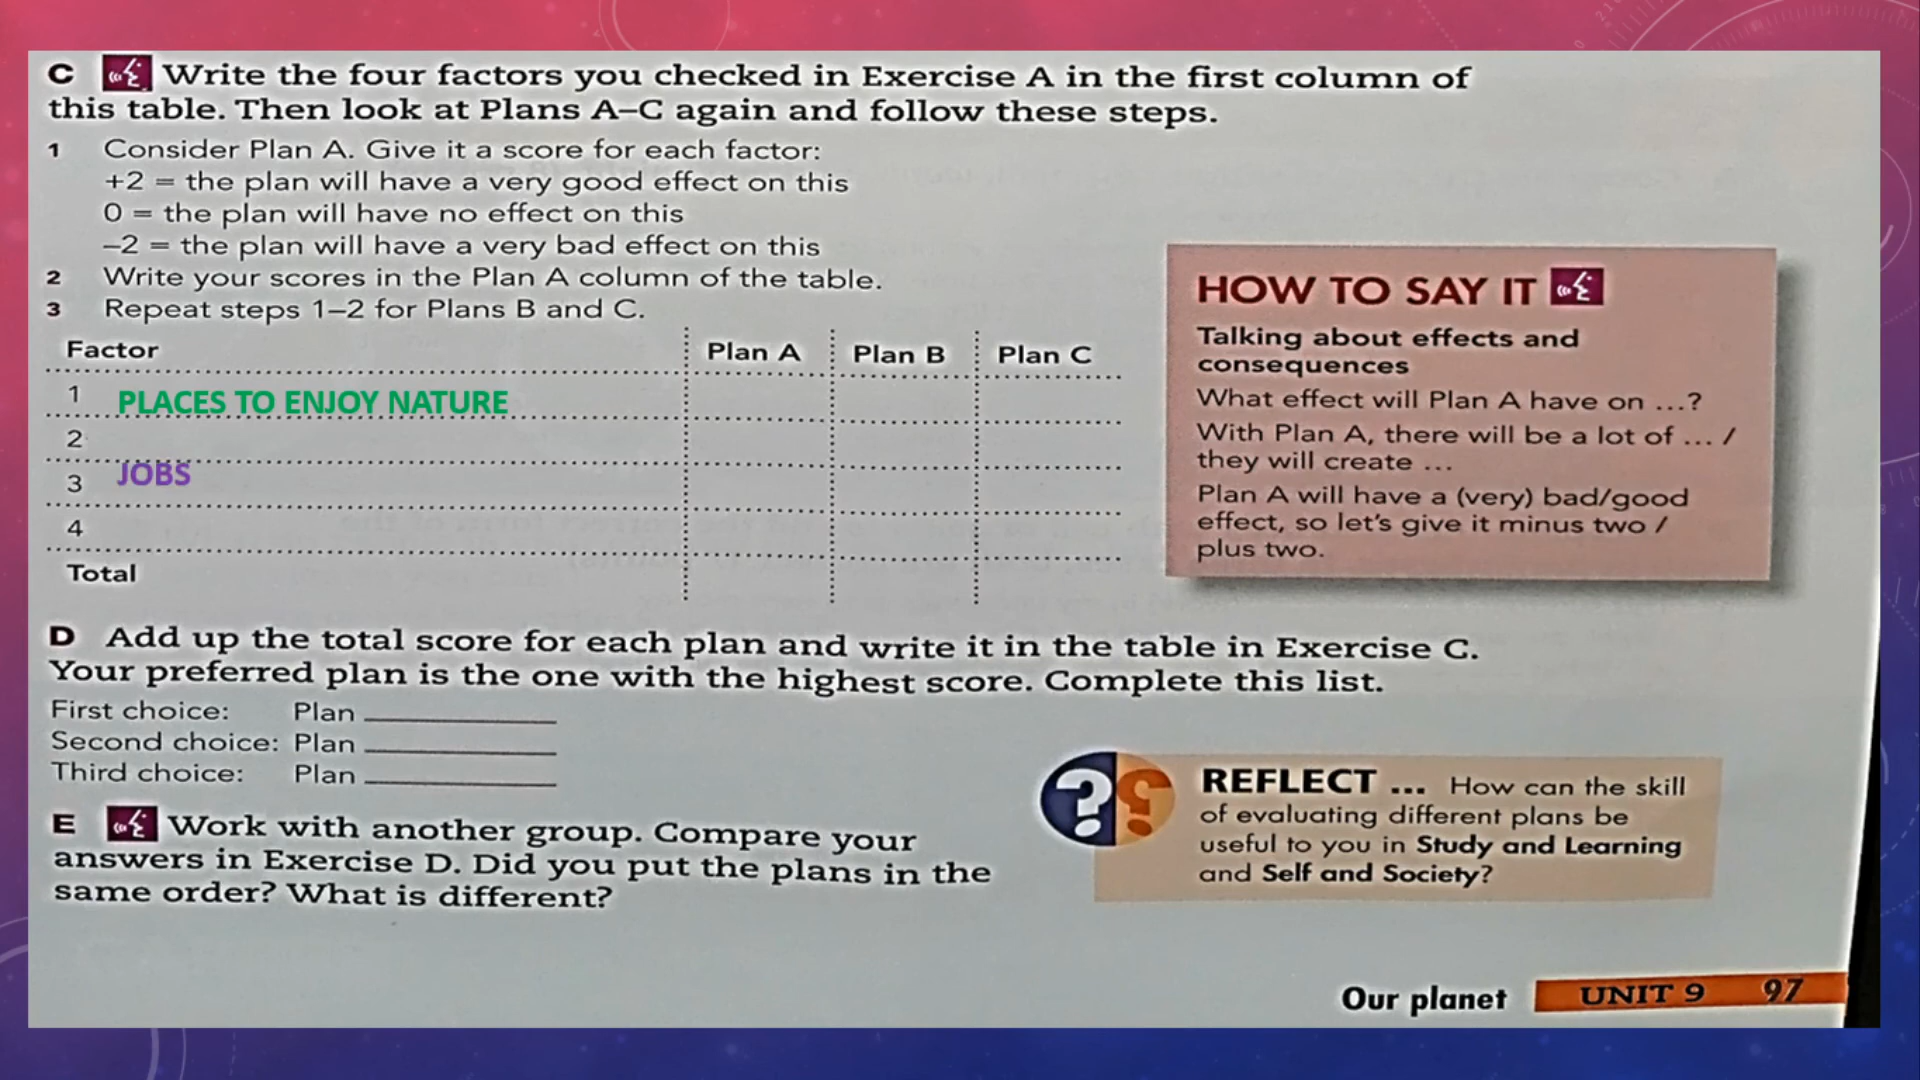 C Write the four factors you checked in Exercise A in the first column of
this table. Then look at Plans A–C again and follow these steps.
1 Consider Plan A. Give it a score for each factor:
+2 = the plan will have a very good effect on this
0 = the plan will have no effect on this
–2 = the plan will have a very bad effect on this
2 Write your scores in the Plan A column of the table.
3 Repeat steps 1–2 for Plans B and C.
Factor Plan A Plan B Plan C
1 PLACES TO ENJOY NATURE
2
3 JOBS
4
Total
HOW TO SAY IT
Talking about effects and
consequences
What effect will Plan A have on ...?
With Plan A, there will be a lot of ... /
they will create ...
Plan A will have a (very) bad/good
effect, so let's give it minus two /
plus two.
D Add up the total score for each plan and write it in the table in Exercise C.
Your preferred plan is the one with the highest score. Complete this list.
First choice: Plan
Second choice: Plan
Third choice: Plan
E Work with another group. Compare your
answers in Exercise D. Did you put the plans in the
same order? What is different?
REFLECT ... How can the skill
of evaluating different plans be
useful to you in Study and Learning
and Self and Society?
Our planet UNIT 9 97